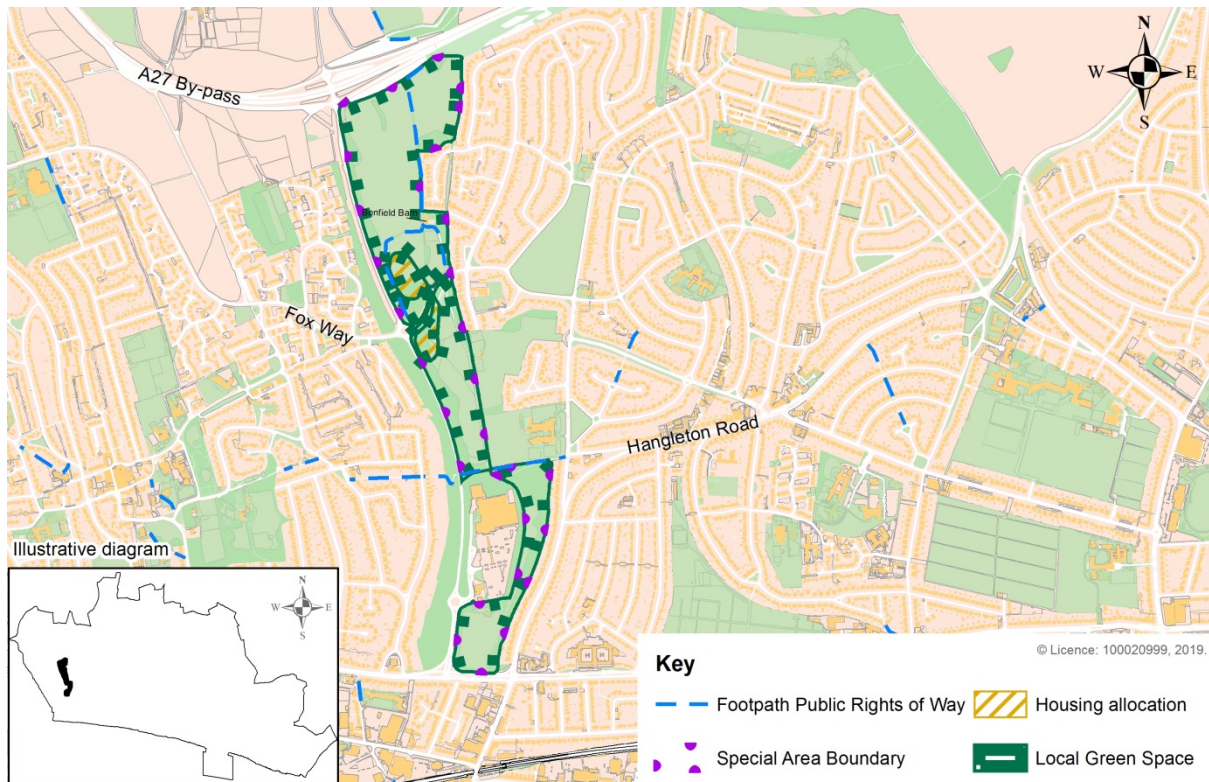 N
W E
S
A27 By-pass
Benfield Barn
Fox Way
Hangleton Road
Illustrative diagram
N
W E
S
© Licence: 100020999, 2019.
Key
Footpath Public Rights of Way
Housing allocation
Special Area Boundary
Local Green Space
H H